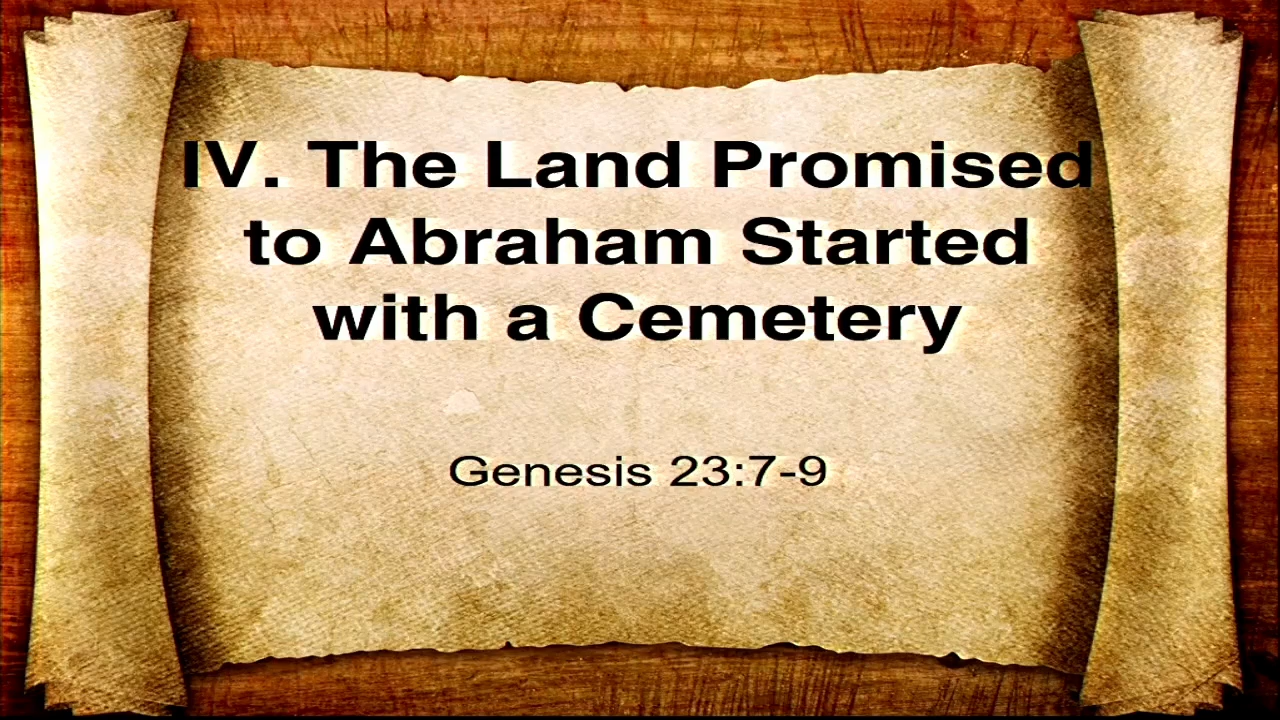 IV. The Land Promised
to Abraham Started
with a Cemetery
Genesis 23:7-9